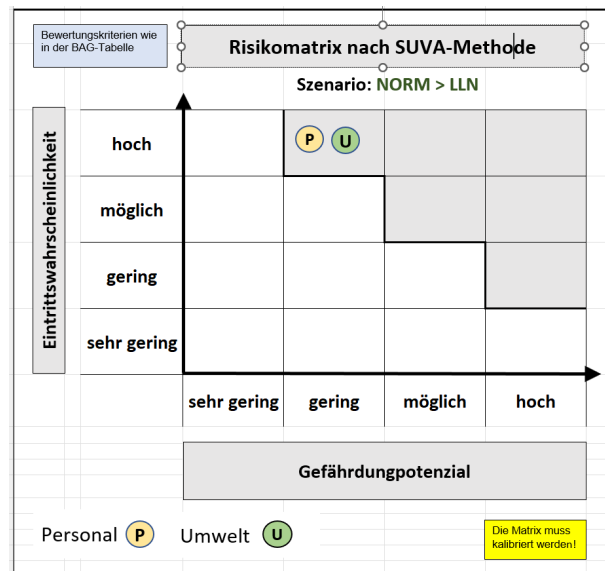 Bewertungskriterien wie
in der BAG-Tabelle
Risikomatrix nach SUVA-Methode
Szenario: NORM > LLN
Eintrittswahrscheinlichkeit
hoch
P U
möglich
gering
sehr gering
sehr gering gering möglich hoch
Gefährdungpotenzial
Personal P Umwelt U
Die Matrix muss
kalibriert werden!